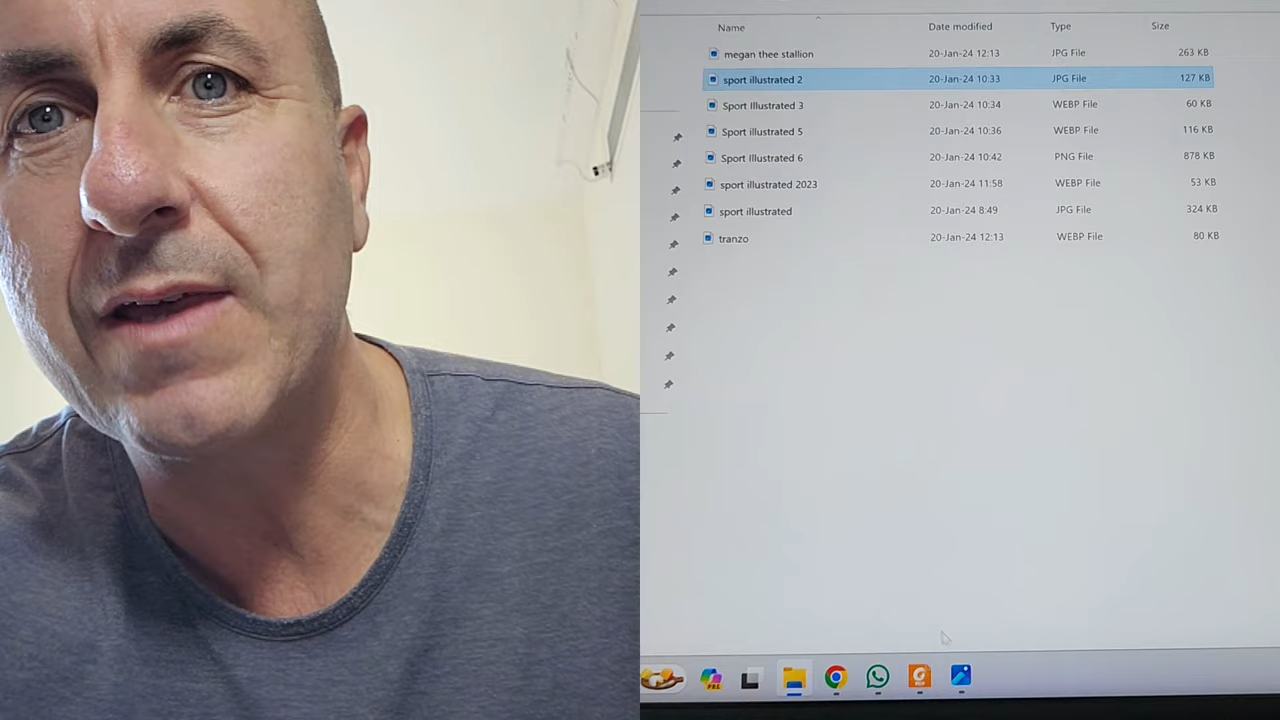 Name Date modified Type Size
megan thee stallion 20-Jan-24 12:13 JPG File 263 KB
sport illustrated 2 20-Jan-24 10:33 JPG File 127 KB
Sport Illustrated 3 20-Jan-24 10:34 WEBP File 60 KB
Sport illustrated 5 20-Jan-24 10:36 WEBP File 116 KB
Sport Illustrated 6 20-Jan-24 10:42 PNG File 878 KB
sport illustrated 2023 20-Jan-24 11:58 WEBP File 53 KB
sport illustrated 20-Jan-24 8:49 JPG File 324 KB
tranzo 20-Jan-24 12:13 WEBP File 80 KB
PRE